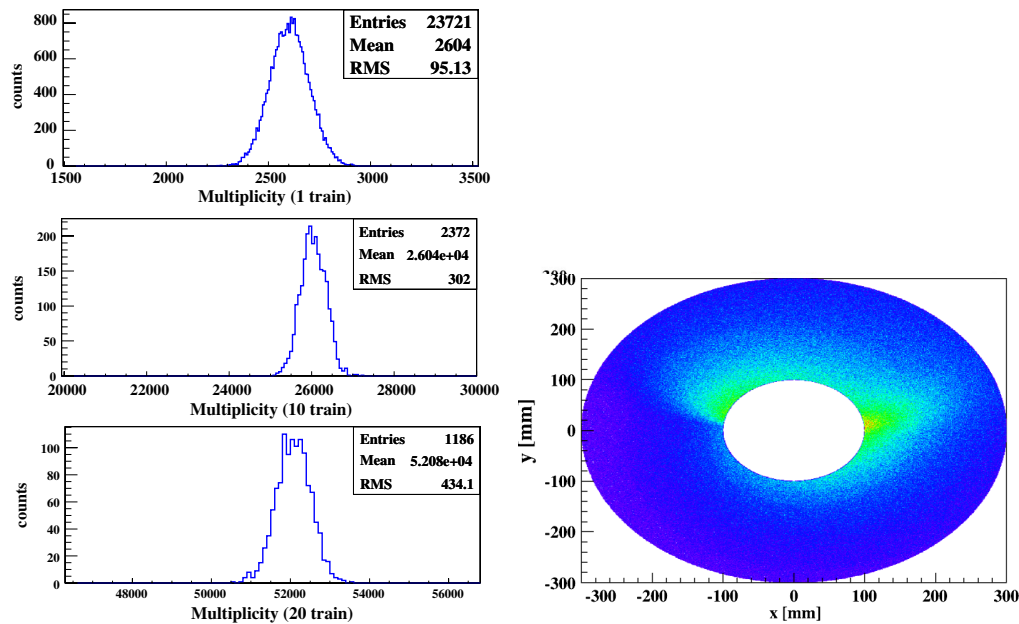 Entries 23721
Mean 2604
RMS 95.13
800
600
400
200
0
counts
1500 2000 2500 3000 3500
Multiplicity (1 train)
Entries 2372
Mean 2.604e+04
RMS 302
200
150
100
50
0
counts
20000 22000 24000 26000 28000 30000
Multiplicity (10 train)
Entries 1186
Mean 5.208e+04
RMS 434.1
100
80
60
40
20
0
counts
48000 50000 52000 54000 56000
Multiplicity (20 train)
300
200
100
0
-100
-200
-300
y [mm]
-300 -200 -100 0 100 200 300
x [mm]